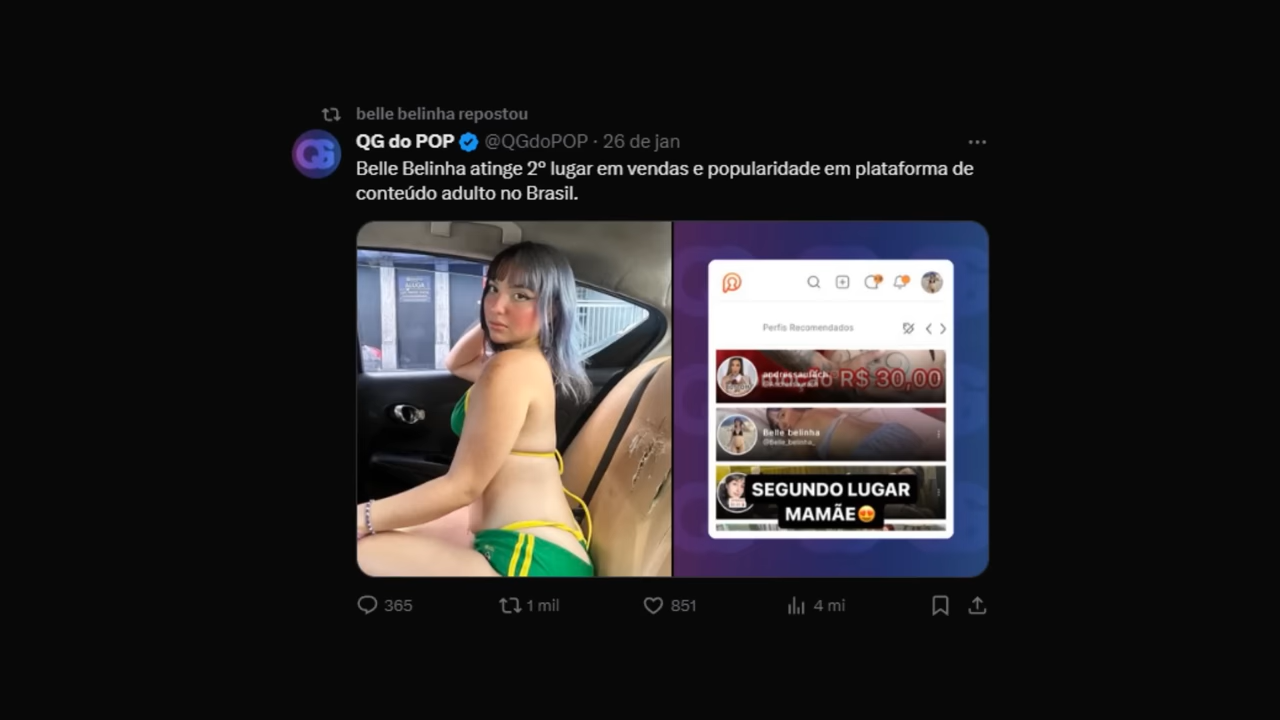 belle belinha repostou
QG do POP @QGdoPOP · 26 de jan
Belle Belinha atinge 2º lugar em vendas e popularidade em plataforma de
conteúdo adulto no Brasil.
ALUGA
Perfis Recomendados
R$ 30,00
Belle belinha
@Belle_belinha_
SEGUNDO LUGAR
MAMÃE😍
365 1 mil 851 4 mi